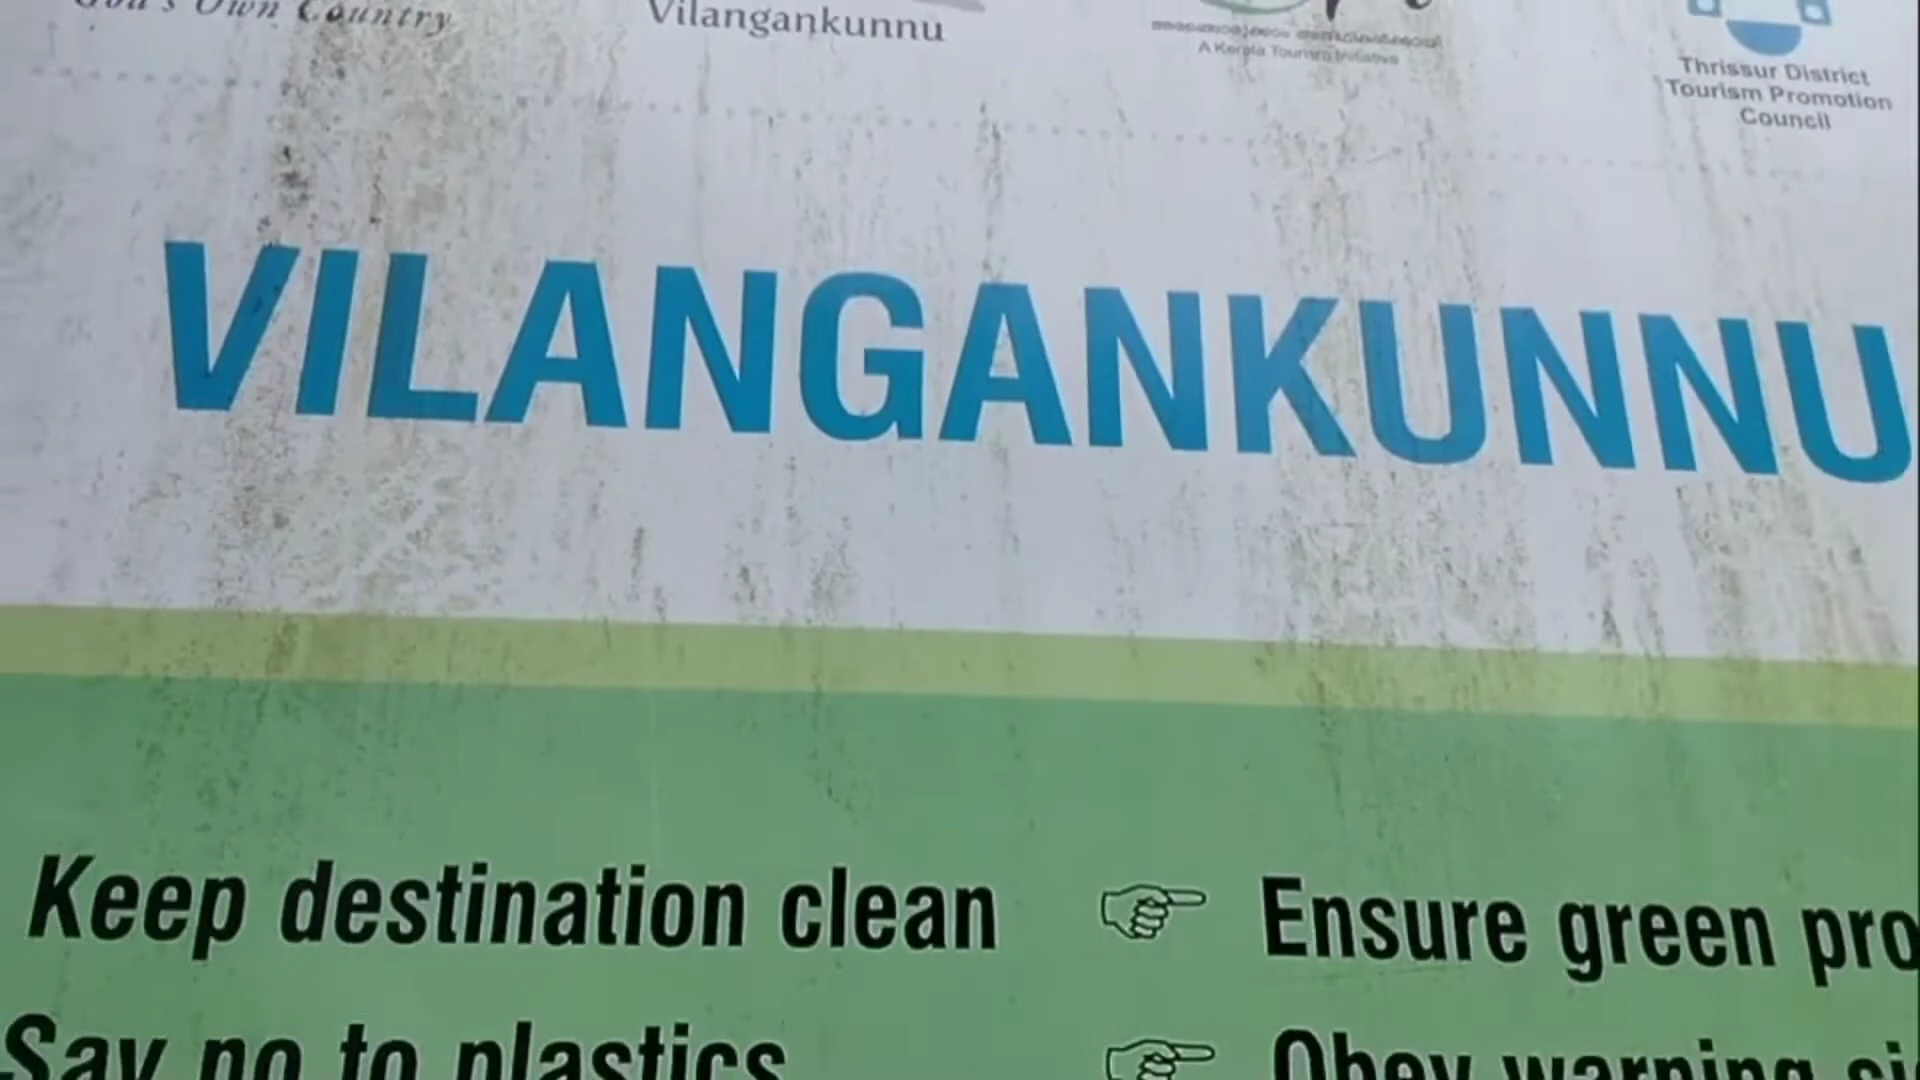 God's Own Country
Vilangankunnu
A Kerala Tourism Initiative
Thrissur District
Tourism Promotion
Council
VILANGANKUNNU
Keep destination clean
Ensure green pro
Say no to plastics
Obey warning si